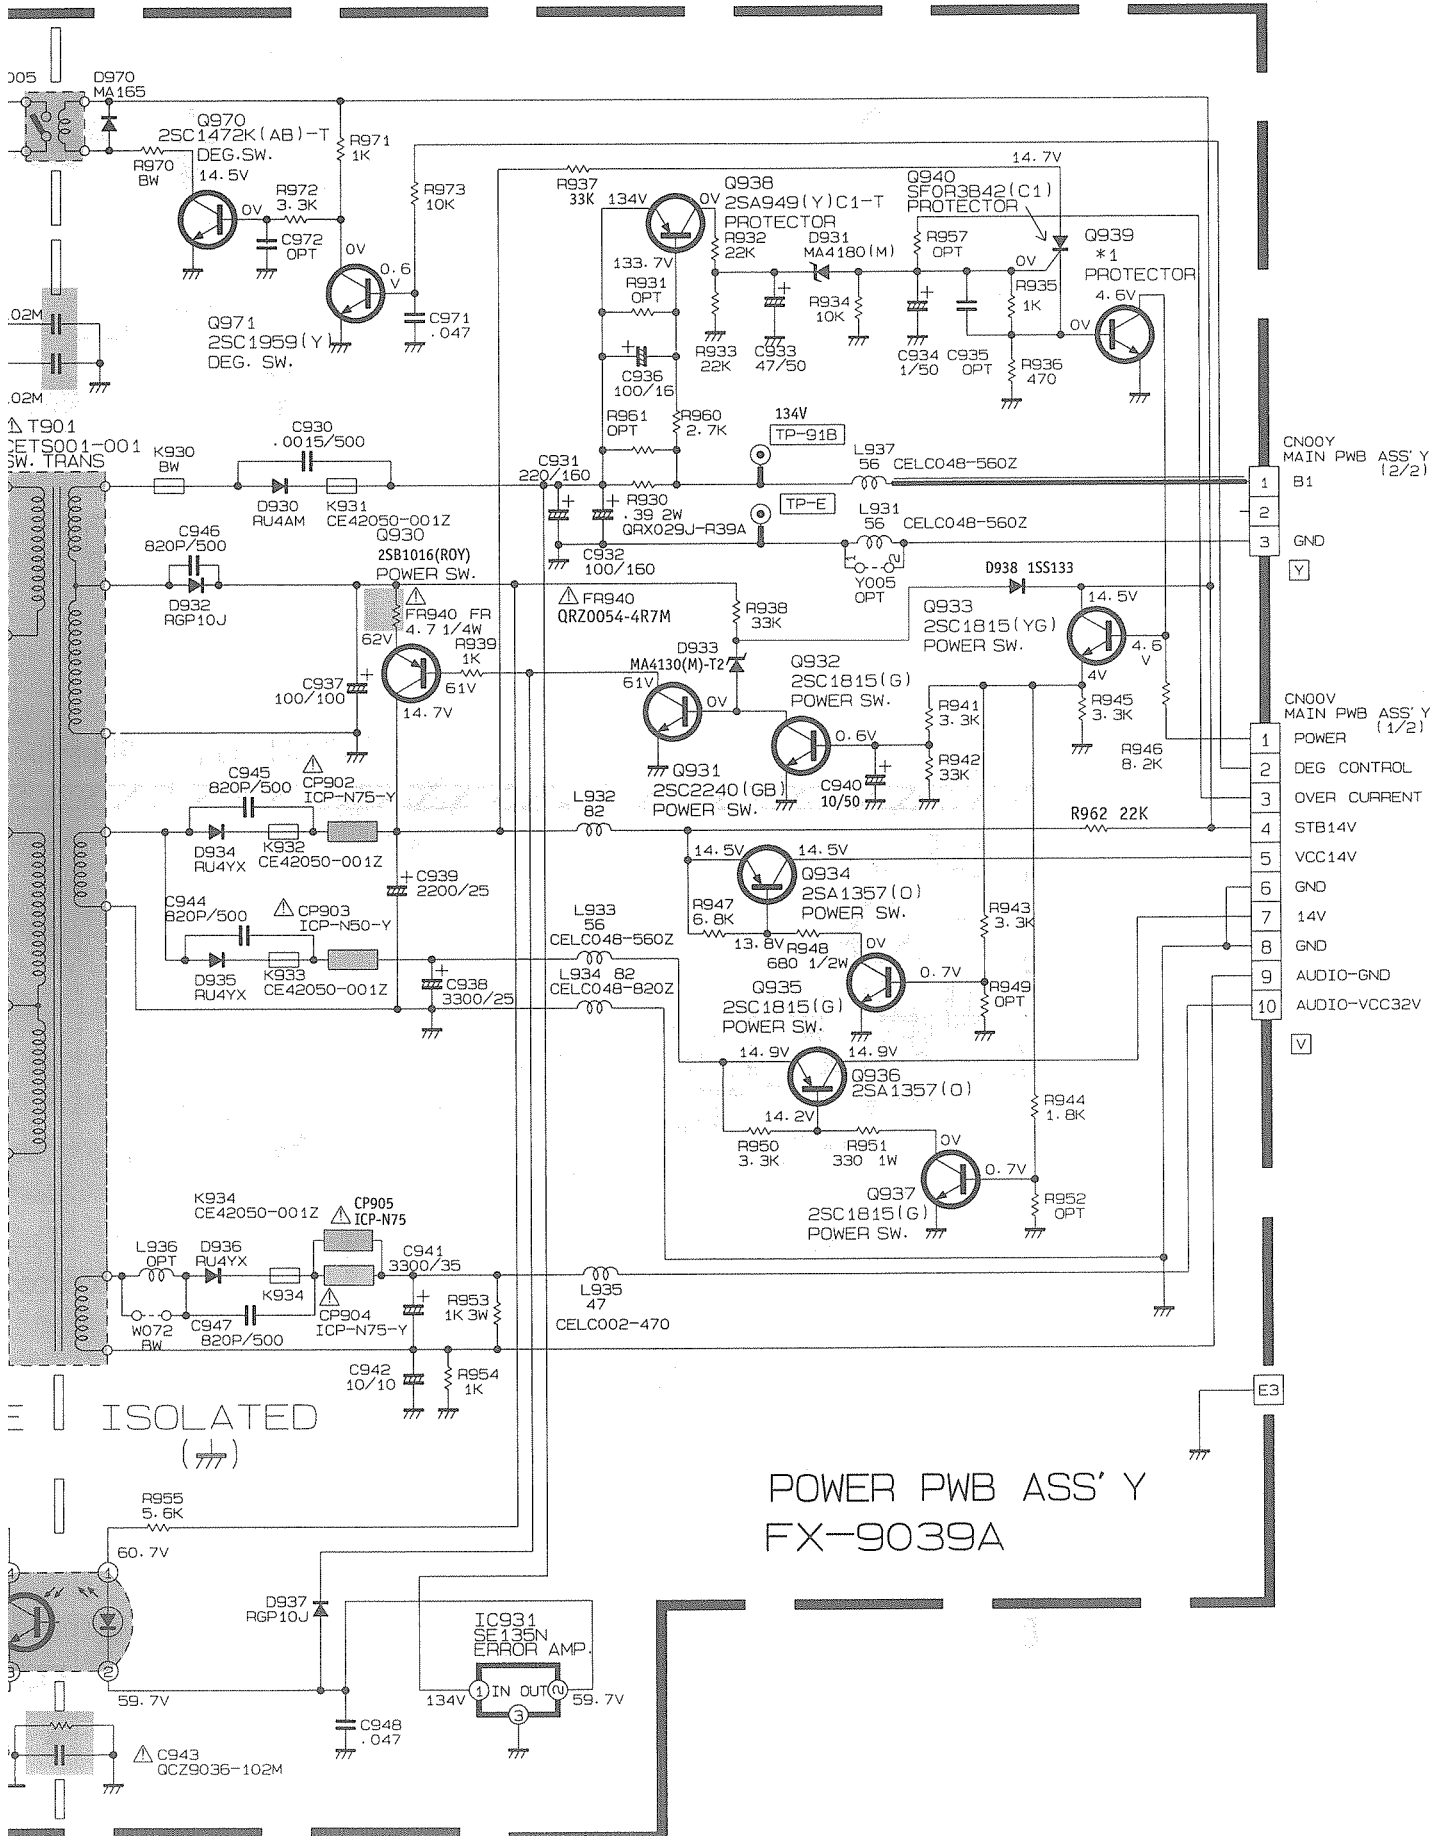 005
D970
MA165
Q970
2SC1472K(AB)-T
DEG.SW.
R970
BW
14.5V
R972
3.3K
0V
C972
OPT
R971
1K
R973
10K
0V
0.6
V
Q971
2SC1959(Y)
DEG. SW.
C971
.047
.02M
.02M
R937
33K
134V
0V
Q938
2SA949(Y)C1-T
PROTECTOR
133.7V
R932
22K
D931
MA4180(M)
R931
OPT
R933
22K
C933
47/50
R934
10K
14.7V
Q940
SFOR3B42(C1)
PROTECTOR
R957
OPT
Q939
*1
PROTECTOR
0V
R935
1K
4.6V
0V
C934
1/50
C935
OPT
R936
470
C936
100/16
R961
OPT
R960
2.7K
134V
TP-91B
TP-E
⚠ T901
CETS001-001
SW. TRANS
K930
BW
C930
.0015/500
D930
RU4AM
K931
CE42050-001Z
C931
220/160
R930
.39 2W
QRX029J-R39A
C932
100/160
L937
56 CELC048-560Z
L931
56 CELC048-560Z
1
2
Y005
OPT
CN00Y
MAIN PWB ASS'Y
(2/2)
1 B1
2
3 GND
Y
C946
820P/500
D932
RGP10J
Q930
2SB1016(ROY)
POWER SW.
⚠
FR940 FR
4.7 1/4W
62V
R939
1K
61V
14.7V
C937
100/100
⚠ FR940
QRZ0054-4R7M
R938
33K
D933
MA4130(M)-T2
61V
0V
Q931
2SC2240(GB)
POWER SW.
Q932
2SC1815(G)
POWER SW.
0.6V
C940
10/50
D938 1SS133
Q933
2SC1815(YG)
POWER SW.
14.5V
4.6
V
4V
R941
3.3K
R942
33K
R945
3.3K
R946
8.2K
CN00V
MAIN PWB ASS'Y
(1/2)
1 POWER
2 DEG CONTROL
3 OVER CURRENT
4 STB14V
5 VCC14V
6 GND
7 14V
8 GND
9 AUDIO-GND
10 AUDIO-VCC32V
V
C945
820P/500
⚠
CP902
ICP-N75-Y
D934
RU4YX
K932
CE42050-001Z
C939
2200/25
L932
82
R962 22K
C944
820P/500
⚠ CP903
ICP-N50-Y
D935
RU4YX
K933
CE42050-001Z
C938
3300/25
L933
56
CELC048-560Z
L934 82
CELC048-820Z
14.5V
14.5V
Q934
2SA1357(O)
POWER SW.
R947
6.8K
13.8V
R948
680 1/2W
0V
Q935
2SC1815(G)
POWER SW.
0.7V
R943
3.3K
R949
OPT
14.9V
14.9V
Q936
2SA1357(O)
14.2V
R950
3.3K
R951
330 1W
0V
Q937
2SC1815(G)
POWER SW.
0.7V
R944
1.8K
R952
OPT
K934
CE42050-001Z
CP905
⚠ ICP-N75
L936
OPT
D936
RU4YX
K934
C941
3300/35
W072
BW
C947
820P/500
⚠
CP904
ICP-N75-Y
R953
1K 3W
L935
47
CELC002-470
C942
10/10
R954
1K
E3
E
ISOLATED
R955
5.6K
60.7V
4
1
3
2
59.7V
D937
RGP10J
C948
.047
IC931
SE135N
ERROR AMP.
134V
1 IN OUT 2
59.7V
3
⚠ C943
QCZ9036-102M
POWER PWB ASS'Y
FX-9039A